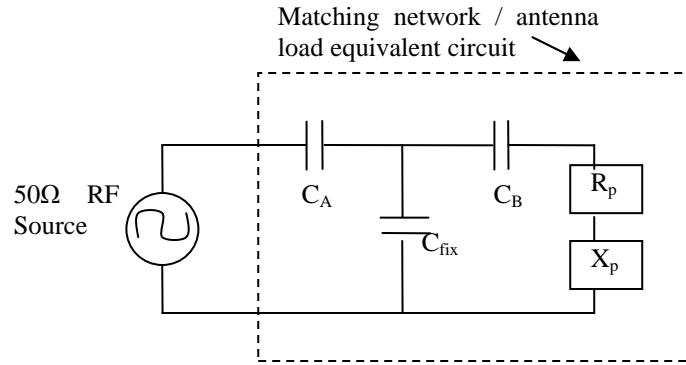 Matching network / antenna
load equivalent circuit
50Ω RF
Source
C_A
C_B
C_fix
R_p
X_p